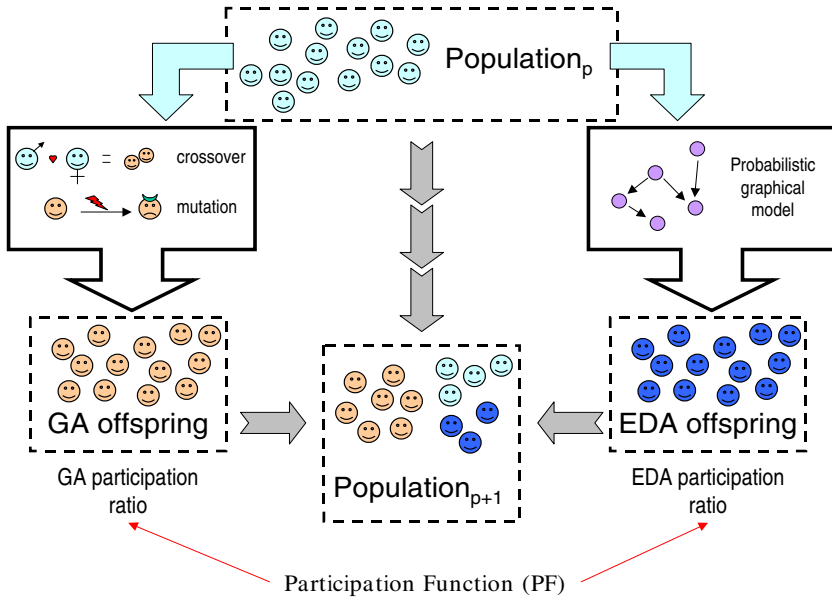 Population_p
crossover
mutation
Probabilistic
graphical
model
GA offspring
EDA offspring
Population_{p+1}
GA participation
ratio
EDA participation
ratio
Participation Function (PF)